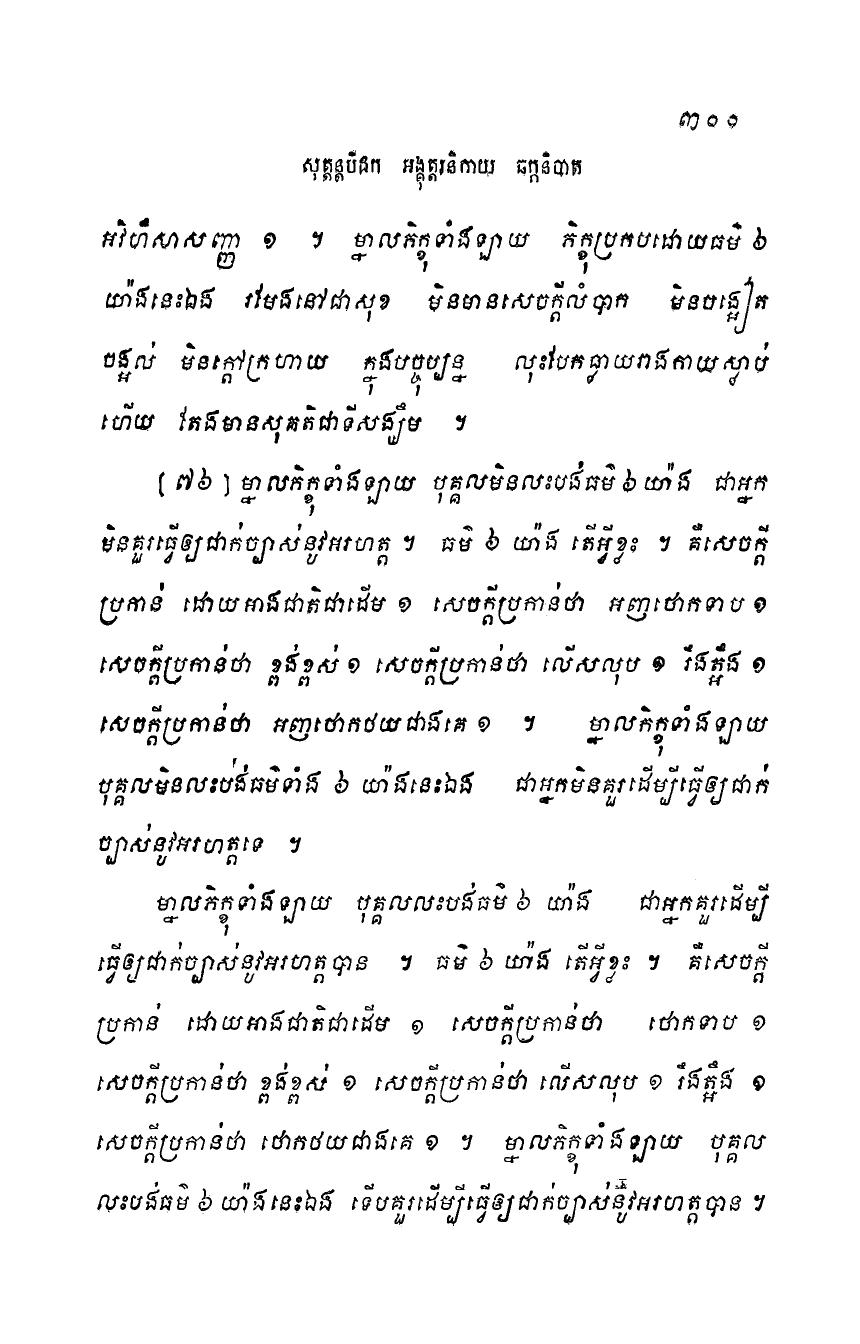 ៣០១
សុត្តន្តបិដក អង្គុត្តរនិកាយ ឆក្កនិបាត
អវិហឹសាសញ្ញា ១ ។ ម្នាលភិក្ខុទាំងឡាយ ភិក្ខុប្រកបដោយធម៌ ៦
យ៉ាងនេះឯង រមែងនៅជាសុខ មិនមានសេចក្តីលំបាក មិនចង្អៀត
ចង្អល់ មិនក្តៅក្រហាយ ក្នុងបច្ចុប្បន្ន លុះបែកធ្លាយរាងកាយស្លាប់
ហើយ តែងមានសុគតិជាទីសង្ឃឹម ។
[ ៧៦ ] ម្នាលភិក្ខុទាំងឡាយ បុគ្គលមិនលះបង់ធម៌ ៦ យ៉ាង ជាអ្នក
មិនគួរធ្វើឲ្យជាក់ច្បាស់នូវអរហត្ត ។ ធម៌ ៦ យ៉ាង តើអ្វីខ្លះ ។ គឺសេចក្តី
ប្រកាន់ ដោយអាងជាតិជាដើម ១ សេចក្តីប្រកាន់ថា អញថោកទាប ១
សេចក្តីប្រកាន់ថា ខ្ពង់ខ្ពស់ ១ សេចក្តីប្រកាន់ថា លើសលុប ១ រឹងត្អឹង ១
សេចក្តីប្រកាន់ថា អញថោកថយជាងគេ ១ ។ ម្នាលភិក្ខុទាំងឡាយ
បុគ្គលមិនលះបង់ធម៌ទាំង ៦ យ៉ាងនេះឯង ជាអ្នកមិនគួរដើម្បីធ្វើឲ្យជាក់
ច្បាស់នូវអរហត្តទេ ។
ម្នាលភិក្ខុទាំងឡាយ បុគ្គលលះបង់ធម៌ ៦ យ៉ាង ជាអ្នកគួរដើម្បី
ធ្វើឲ្យជាក់ច្បាស់នូវអរហត្តបាន ។ ធម៌ ៦ យ៉ាង តើអ្វីខ្លះ ។ គឺសេចក្តី
ប្រកាន់ ដោយអាងជាតិជាដើម ១ សេចក្តីប្រកាន់ថា ថោកទាប ១
សេចក្តីប្រកាន់ថា ខ្ពង់ខ្ពស់ ១ សេចក្តីប្រកាន់ថា លើសលុប ១ រឹងត្អឹង ១
សេចក្តីប្រកាន់ថា ថោកថយជាងគេ ១ ។ ម្នាលភិក្ខុទាំងឡាយ បុគ្គល
លះបង់ធម៌ ៦ យ៉ាងនេះឯង ទើបគួរដើម្បីធ្វើឲ្យជាក់ច្បាស់នូវអរហត្តបាន ។